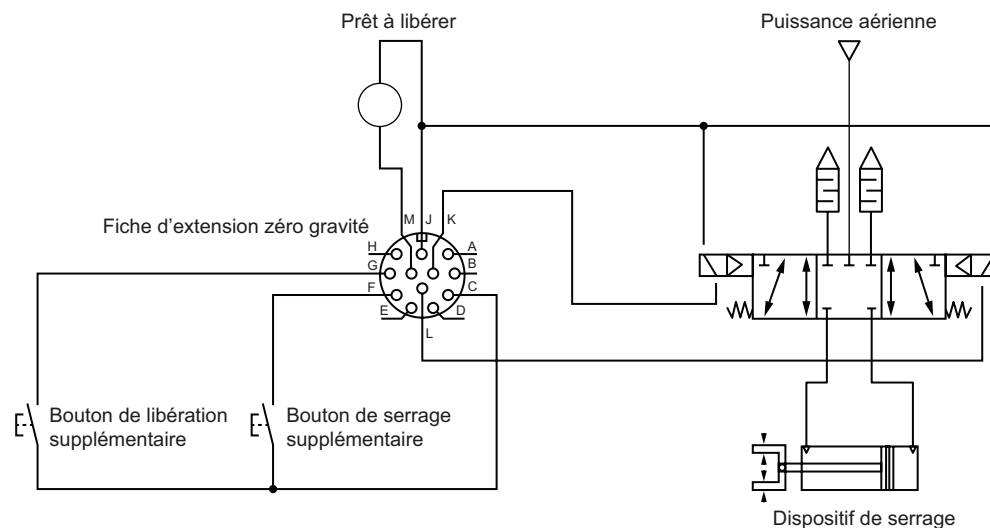 Prêt à libérer
Puissance aérienne
Fiche d'extension zéro gravité
M J K
H A
G B
F C
E D
L
Bouton de libération
supplémentaire
Bouton de serrage
supplémentaire
Dispositif de serrage